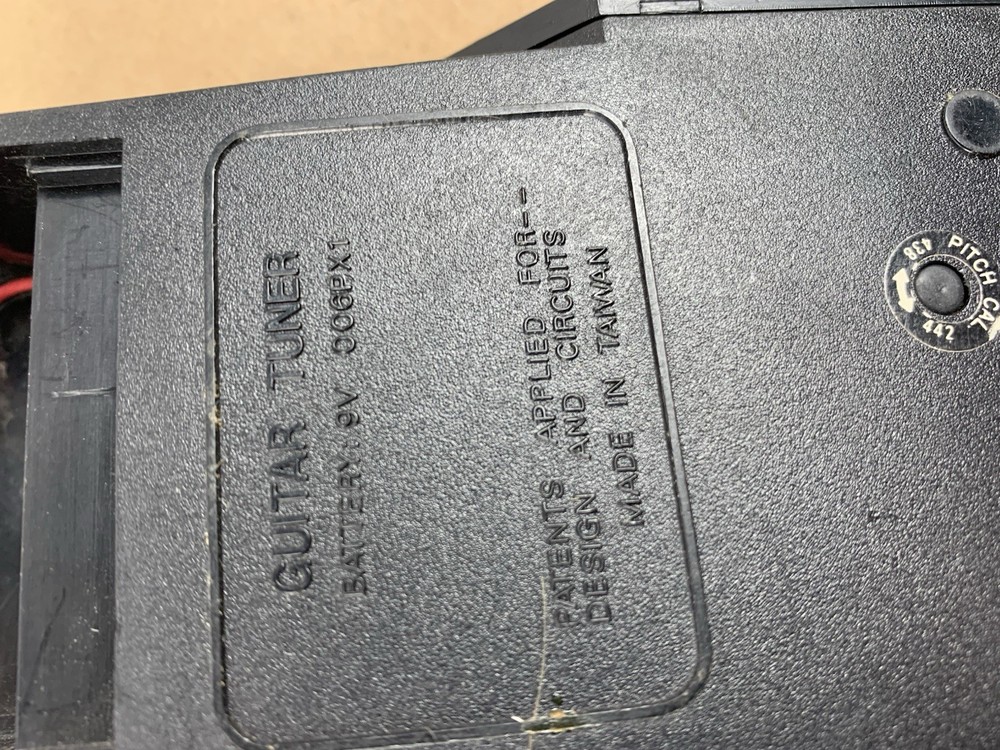 GUITAR TUNER
BATTERY: 9V 006PX1
PATENTS APPLIED FOR--
DESIGN AND CIRCUITS
MADE IN TAIWAN
438 PITCH CAL
442